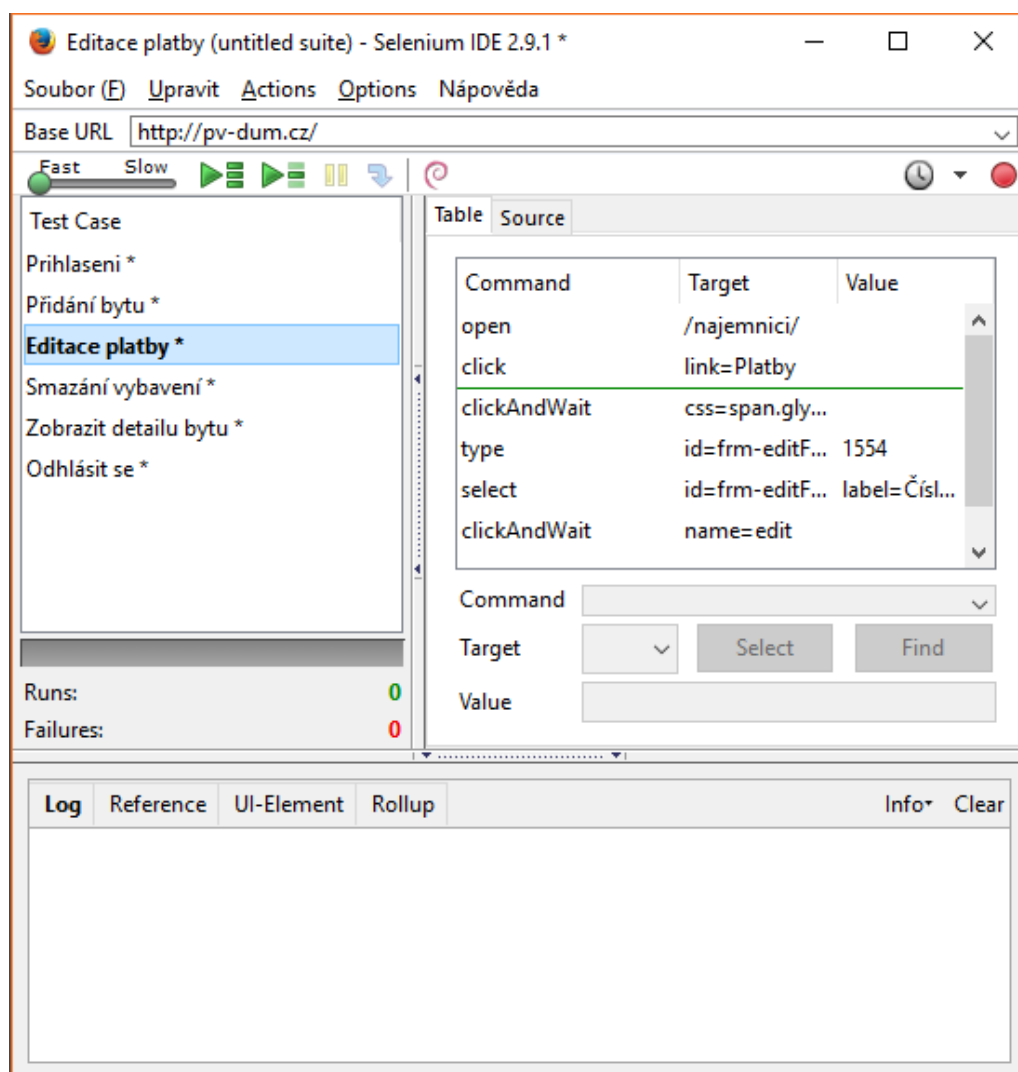 Editace platby (untitled suite) - Selenium IDE 2.9.1 *
Soubor (F) Upravit Actions Options Nápověda
Base URL http://pv-dum.cz/
Fast Slow
Test Case
Prihlaseni *
Přidání bytu *
Editace platby *
Smazání vybavení *
Zobrazit detailu bytu *
Odhlásit se *
Runs: 0
Failures: 0
Table Source
Command Target Value
open /najemnici/
click link=Platby
clickAndWait css=span.gly...
type id=frm-editF... 1554
select id=frm-editF... label=Čísl...
clickAndWait name=edit
Command
Target Select Find
Value
Log Reference UI-Element Rollup Info Clear